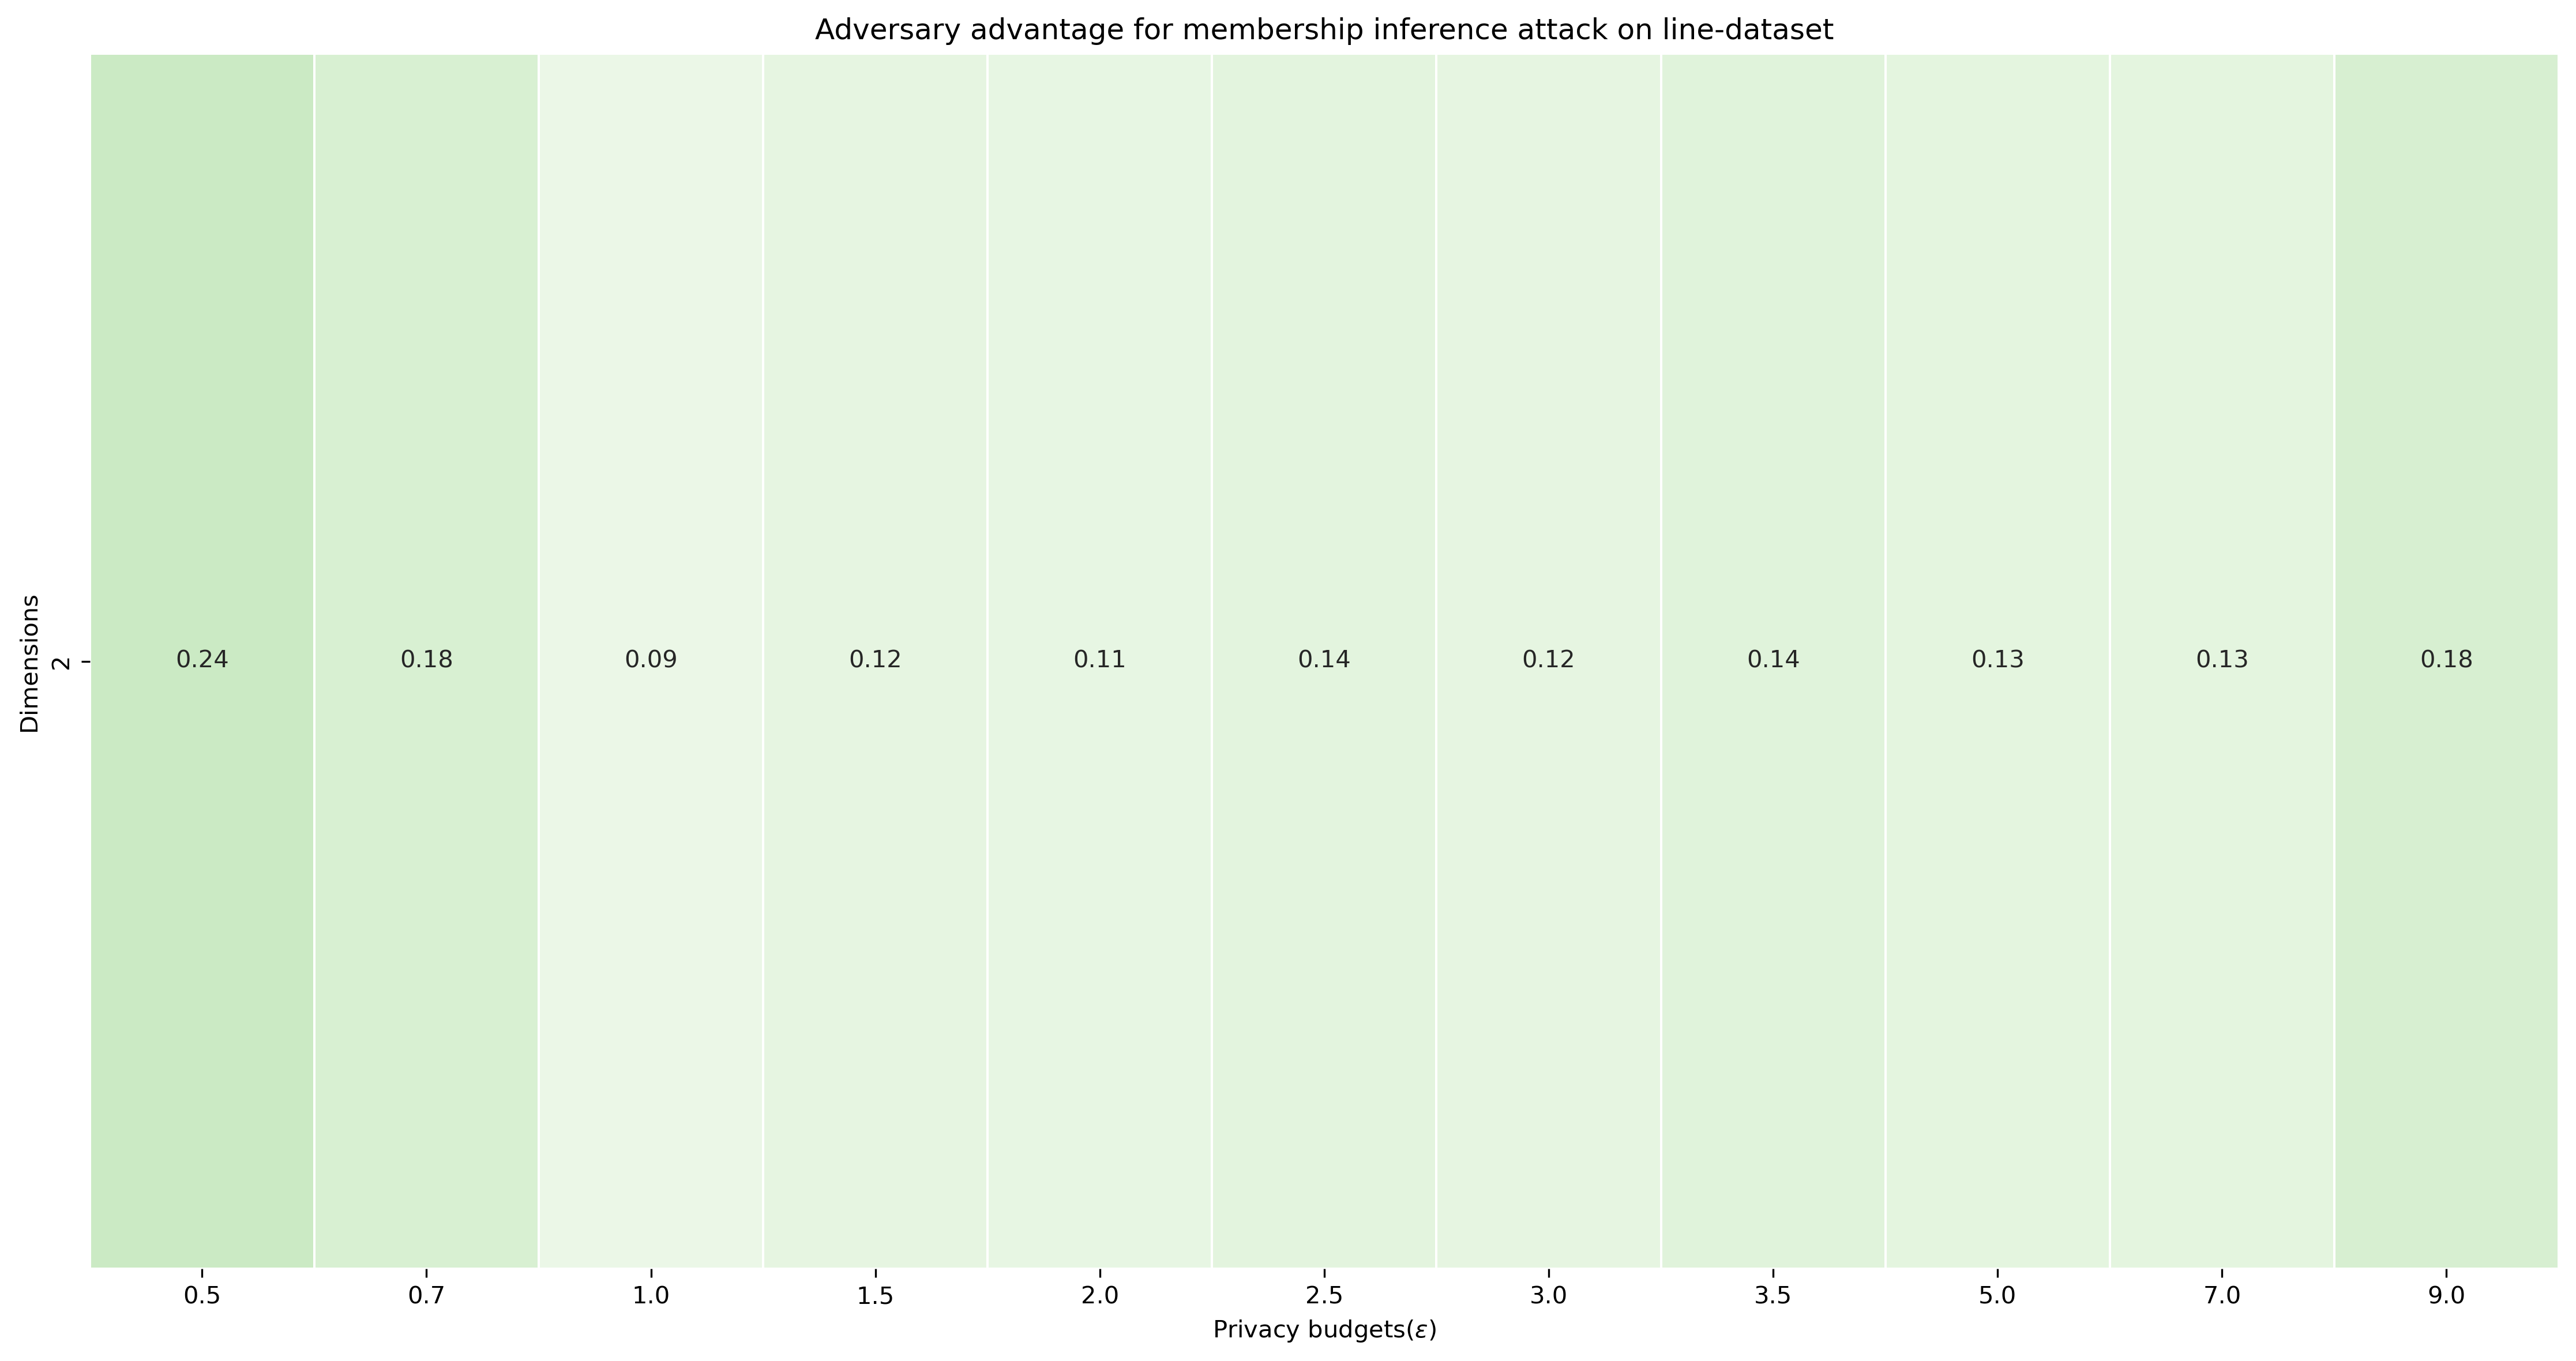 Adversary advantage for membership inference attack on line-dataset
Dimensions
2
0.24 0.18 0.09 0.12 0.11 0.14 0.12 0.14 0.13 0.13 0.18
0.5 0.7 1.0 1.5 2.0 2.5 3.0 3.5 5.0 7.0 9.0
Privacy budgets(ε)